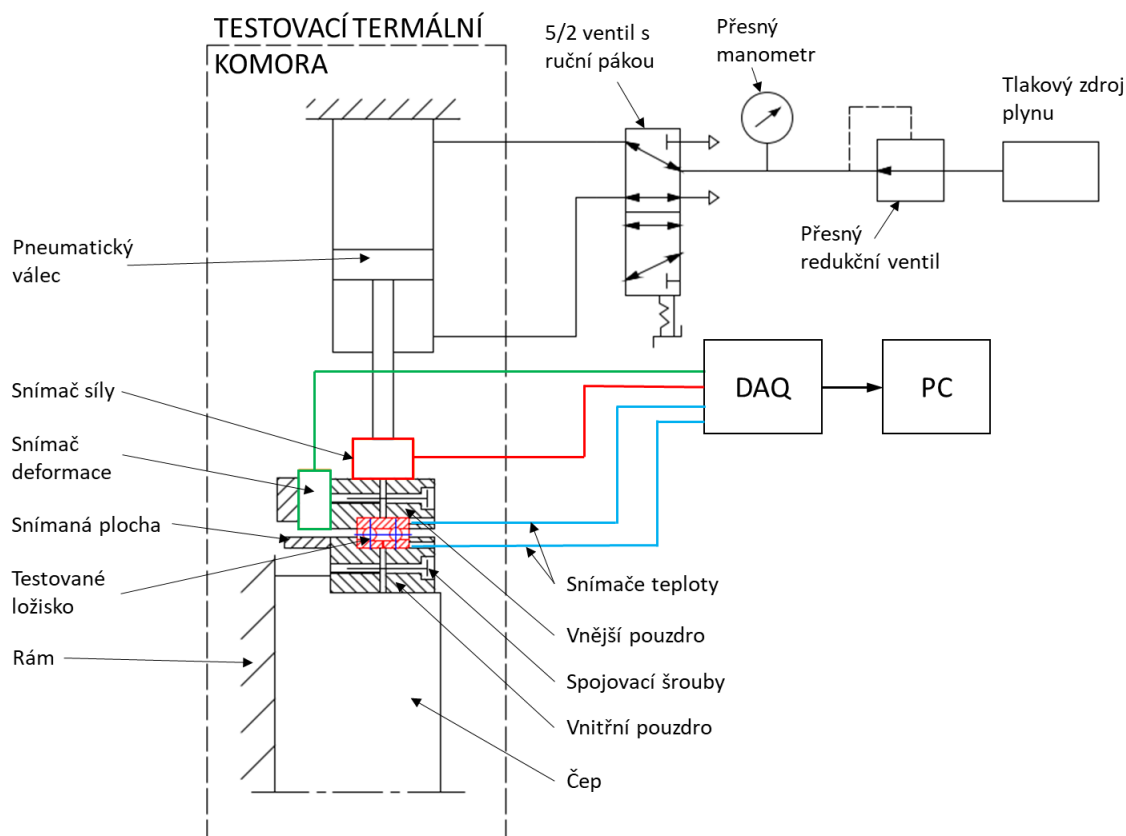 TESTOVACÍ TERMÁLNÍ
KOMORA
5/2 ventil s
ruční pákou
Přesný
manometr
Tlakový zdroj
plynu
Pneumatický
válec
Přesný
redukční ventil
Snímač síly
DAQ
PC
Snímač
deformace
Snímaná plocha
Testované
ložisko
Snímače teploty
Vnější pouzdro
Rám
Spojovací šrouby
Vnitřní pouzdro
Čep